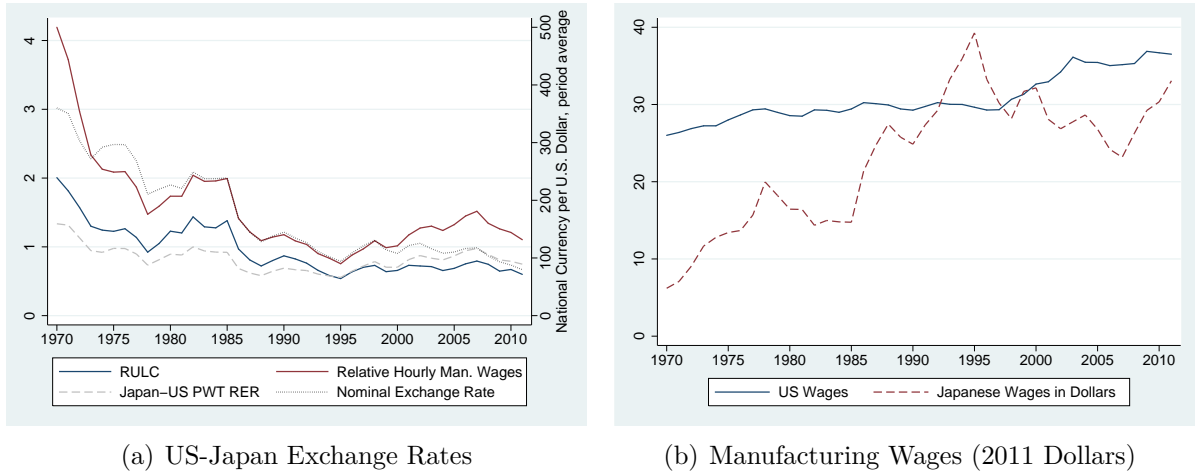 4
3
2
1
0
500
400
300
200
100
0
National Currency per U.S. Dollar, period average
1970 1975 1980 1985 1990 1995 2000 2005 2010
RULC
Relative Hourly Man. Wages
Japan−US PWT RER
Nominal Exchange Rate
(a) US-Japan Exchange Rates
40
30
20
10
0
1970 1975 1980 1985 1990 1995 2000 2005 2010
US Wages
Japanese Wages in Dollars
(b) Manufacturing Wages (2011 Dollars)